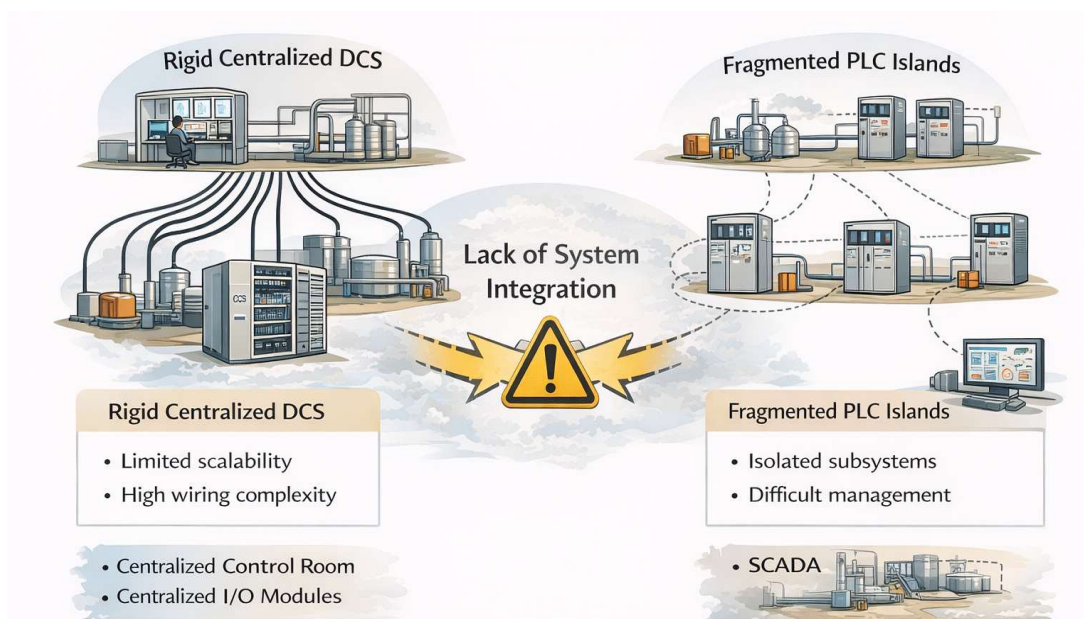 Rigid Centralized DCS
Fragmented PLC Islands
Lack of System
Integration
Rigid Centralized DCS
• Limited scalability
• High wiring complexity
• Centralized Control Room
• Centralized I/O Modules
Fragmented PLC Islands
• Isolated subsystems
• Difficult management
• SCADA